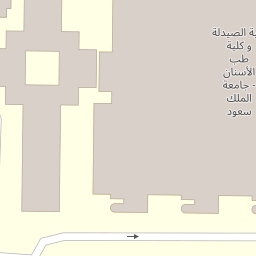 ية الصيدلة
و كلية
طب
الأسنان
- جامعة
الملك
سعود